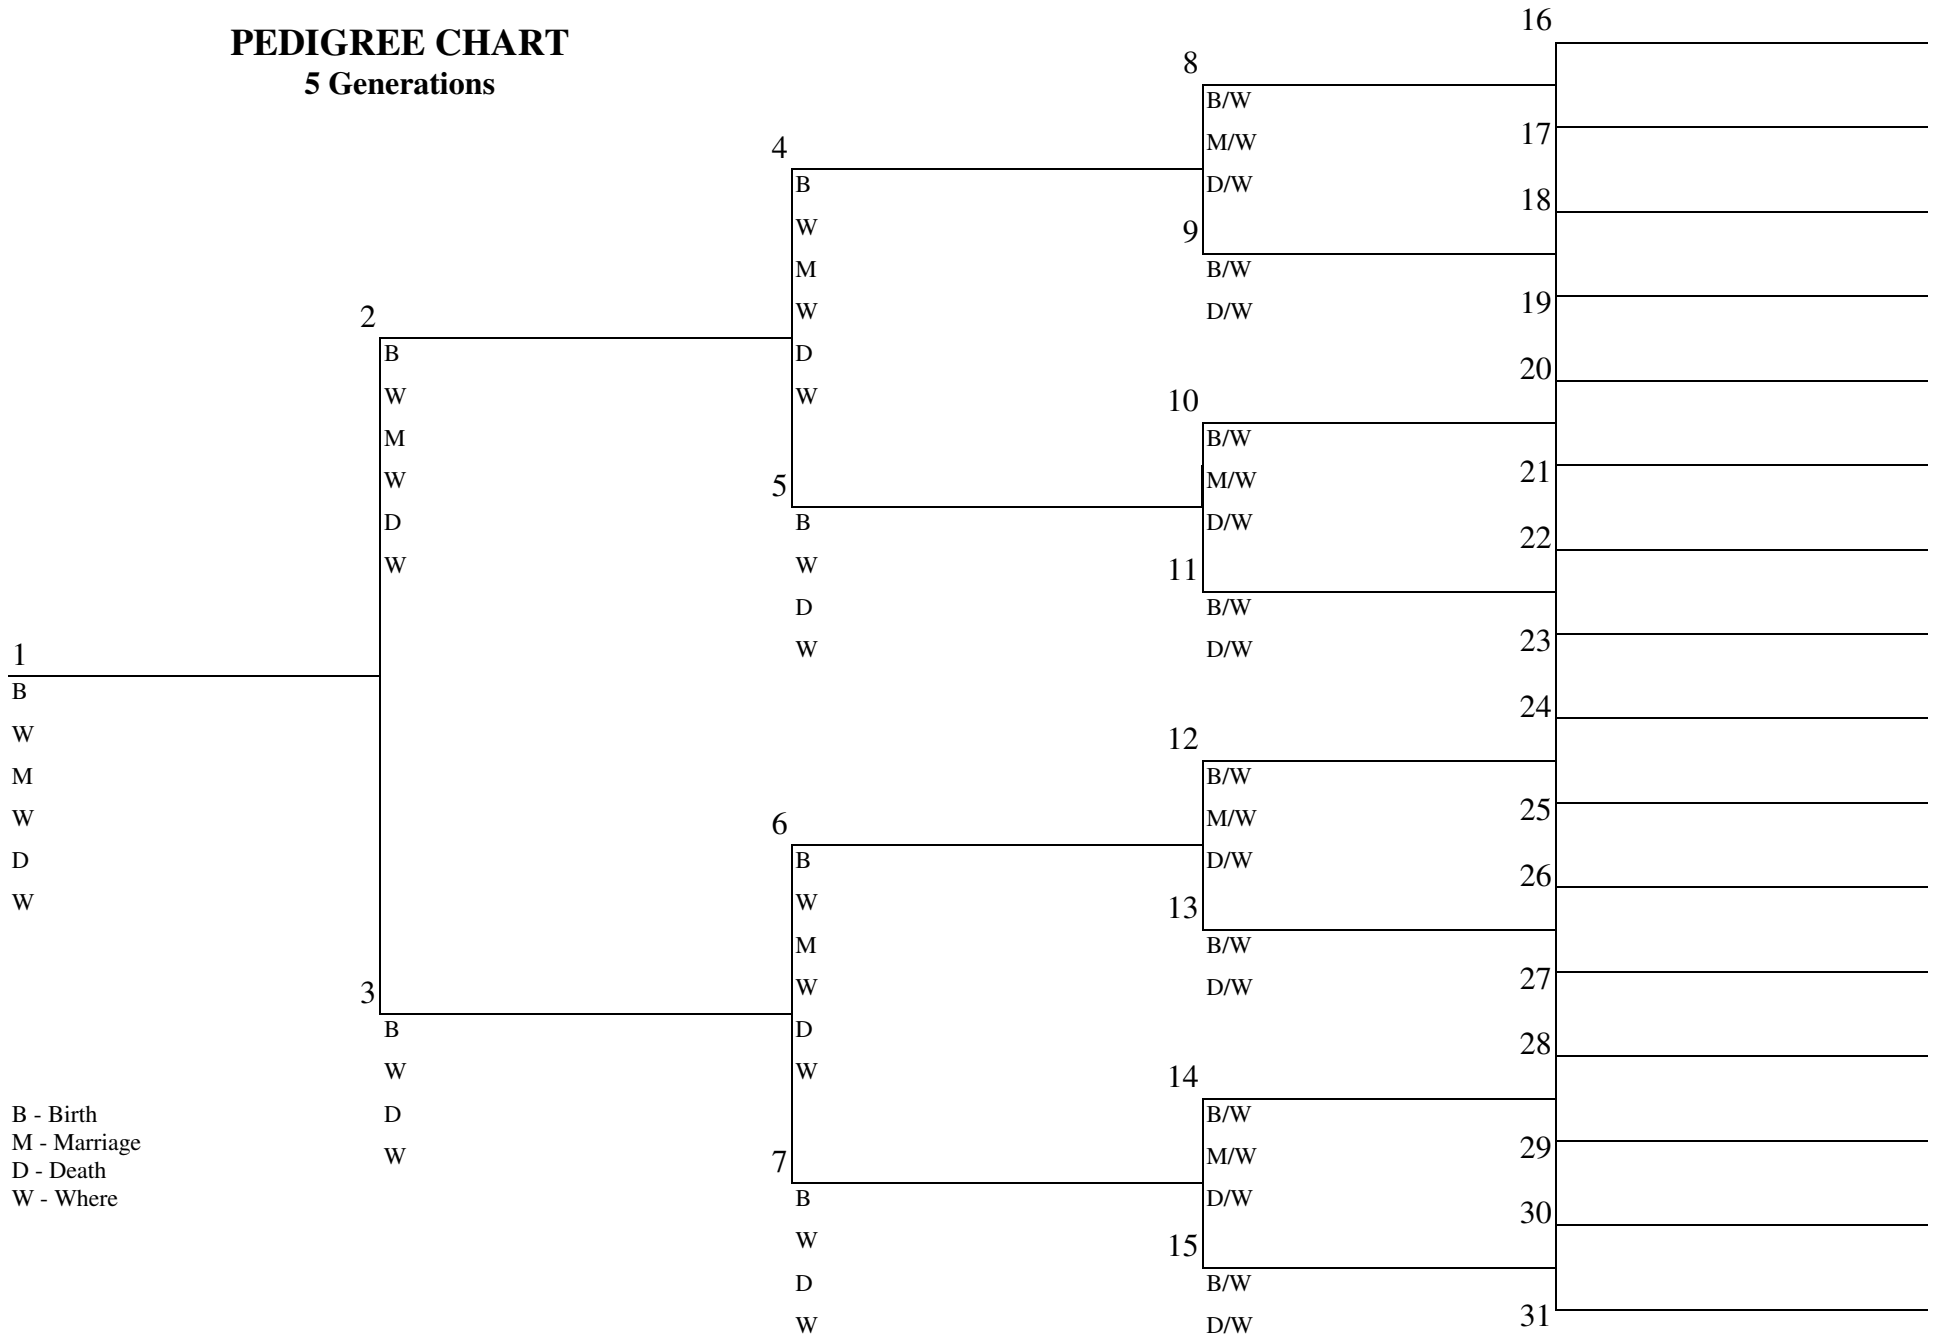 PEDIGREE CHART
5 Generations
1
B
W
M
W
D
W
2
B
W
M
W
D
W
3
B
W
D
W
4
B
W
M
W
D
W
5
B
W
D
W
6
B
W
M
W
D
W
7
B
W
D
W
8
B/W
M/W
D/W
9
B/W
D/W
10
B/W
M/W
D/W
11
B/W
D/W
12
B/W
M/W
D/W
13
B/W
D/W
14
B/W
M/W
D/W
15
B/W
D/W
16
17
18
19
20
21
22
23
24
25
26
27
28
29
30
31
B - Birth
M - Marriage
D - Death
W - Where